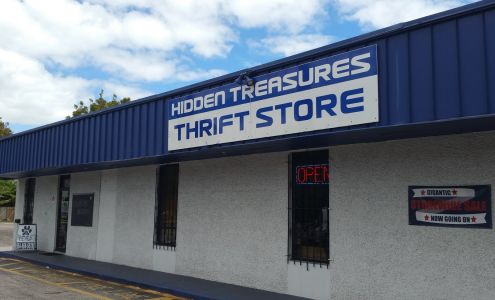 HIDDEN TREASURES
THRIFT STORE
OPEN
GIGANTIC
STOREWIDE SALE
NOW GOING ON